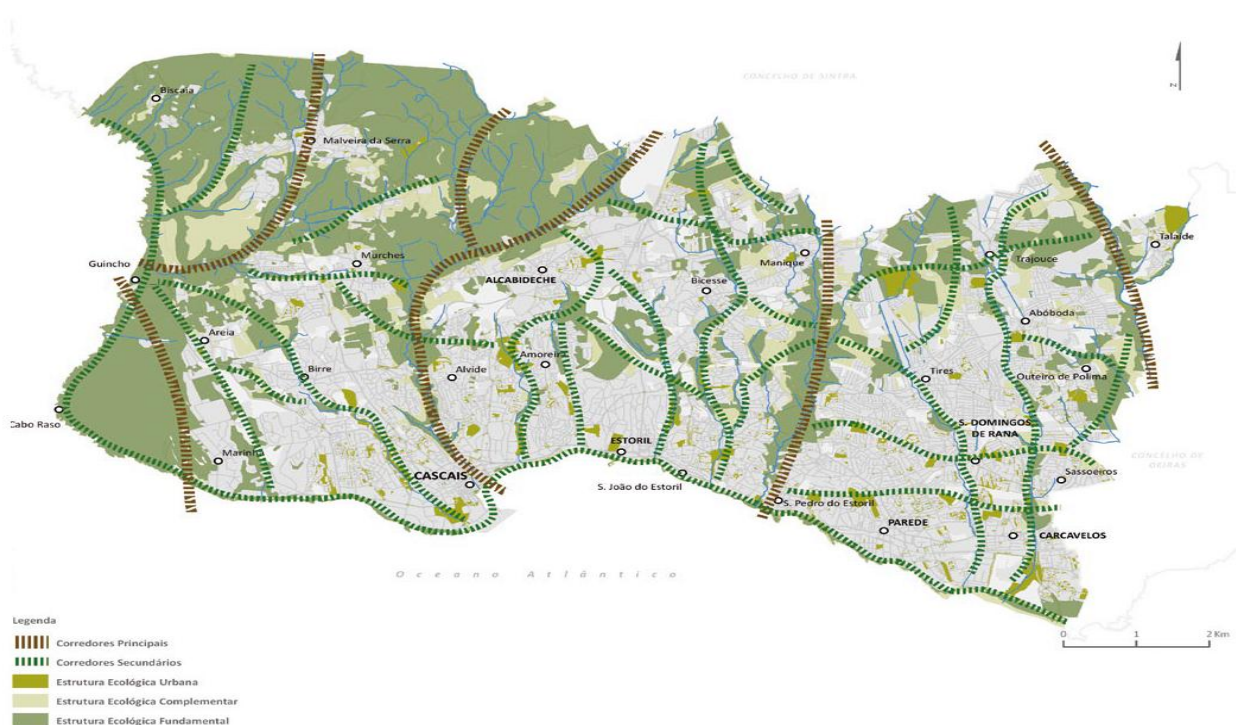 CONCELHO DE SINTRA
N
Biscaia
Malveira da Serra
Talaíde
Guincho
Murches
Manique
Trajouce
ALCABIDECHE
Bicesse
Abóboda
Areia
Amoreira
Birre
Alvide
Tires
Outeiro de Polima
Cabo Raso
S. DOMINGOS
DE RANA
ESTORIL
Marinha
CONCELHO DE
OEIRAS
CASCAIS
Sassoeiros
S. João do Estoril
S. Pedro do Estoril
PAREDE
CARCAVELOS
Oceano Atlântico
Legenda
Corredores Principais
Corredores Secundários
Estrutura Ecológica Urbana
Estrutura Ecológica Complementar
Estrutura Ecológica Fundamental
0 1 2 Km